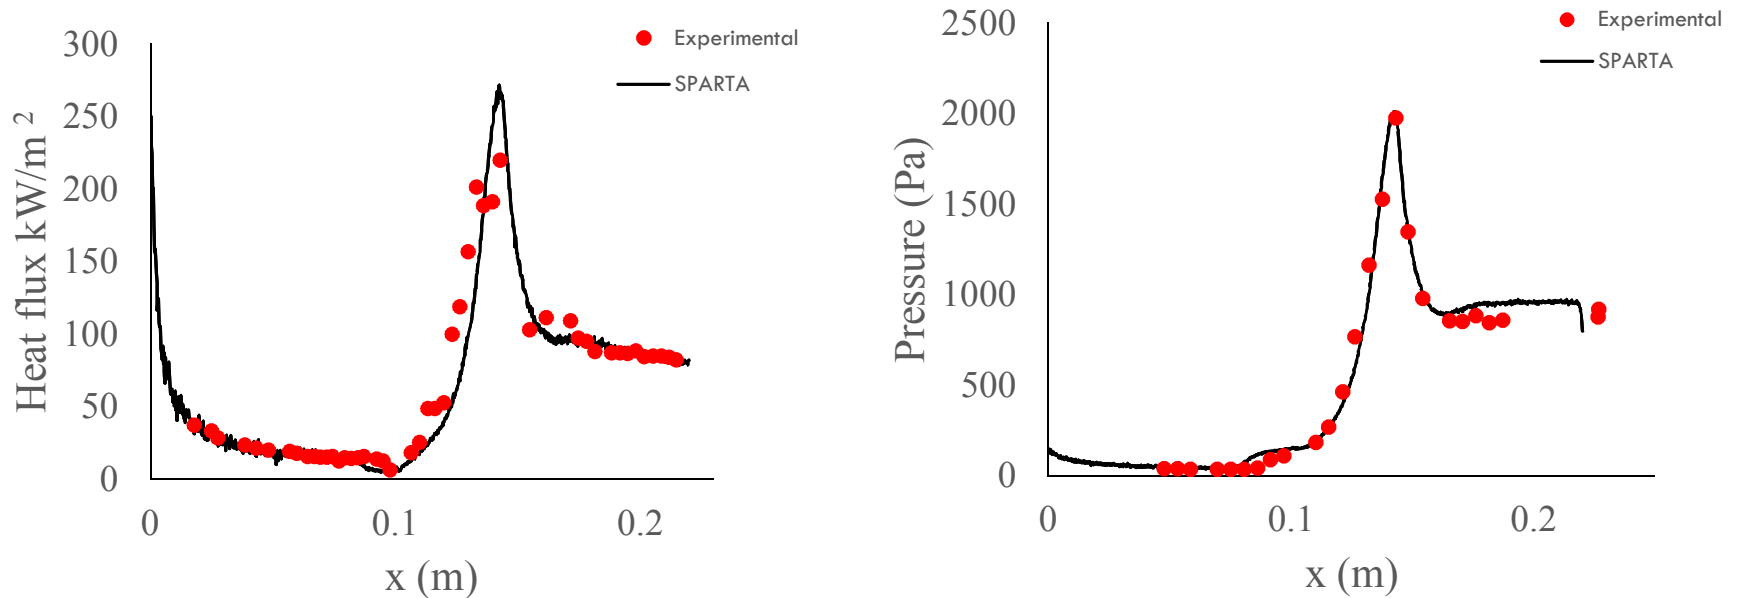 Experimental
SPARTA
300
250
200
150
100
50
0
0
0.1
0.2
Heat flux kW/m 2
x (m)
Experimental
SPARTA
2500
2000
1500
1000
500
0
0
0.1
0.2
Pressure (Pa)
x (m)